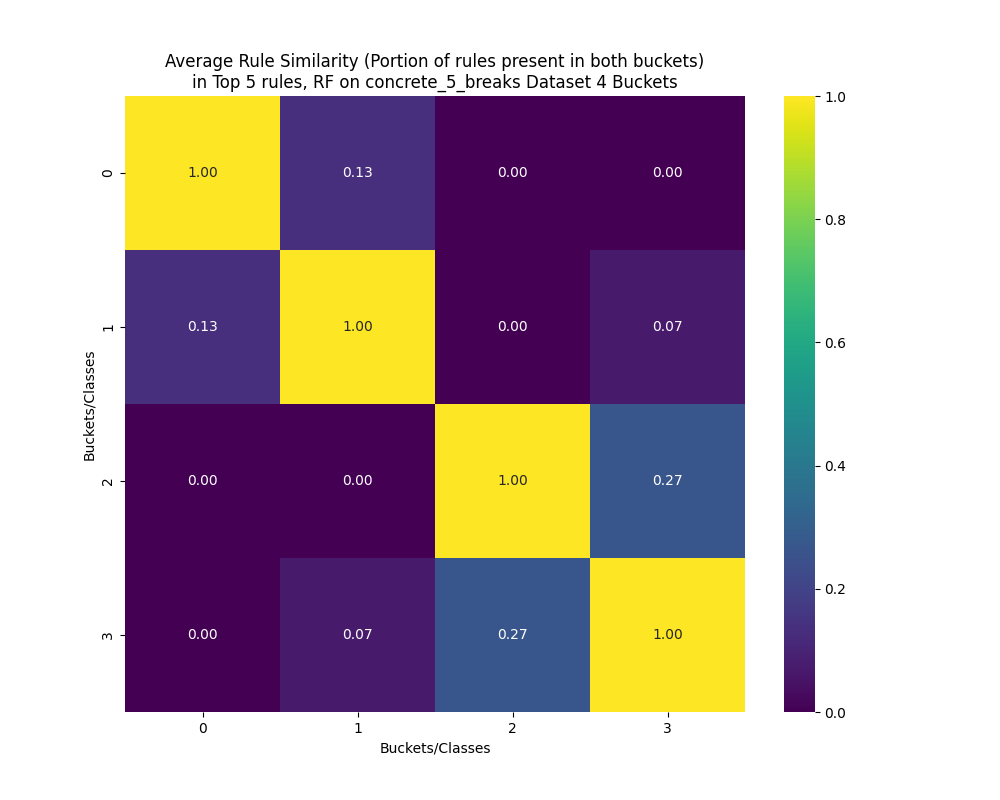 Average Rule Similarity (Portion of rules present in both buckets)
in Top 5 rules, RF on concrete_5_breaks Dataset 4 Buckets
1.0
0 1.00 0.13 0.00 0.00
0.8
1 0.13 1.00 0.00 0.07
0.6
Buckets/Classes
0.4
2 0.00 0.00 1.00 0.27
0.2
3 0.00 0.07 0.27 1.00
0.0
0 1 2 3
Buckets/Classes